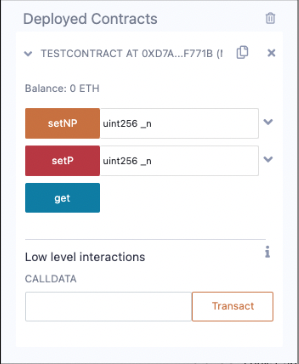 Deployed Contracts
TESTCONTRACT AT 0XD7A...F771B (
Balance: 0 ETH
setNP uint256 _n
setP uint256 _n
get
Low level interactions
i
CALLDATA
Transact